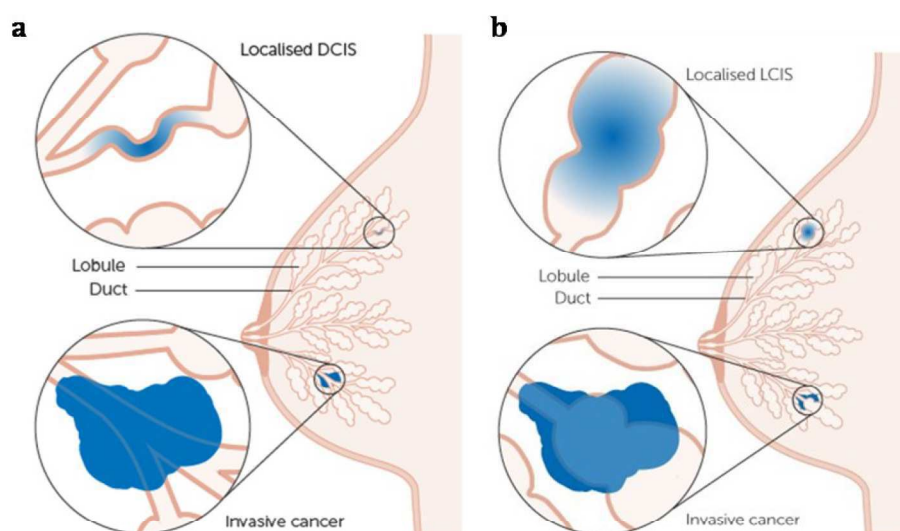 a
Localised DCIS
Lobule
Duct
Invasive cancer
b
Localised LCIS
Lobule
Duct
Invasive cancer